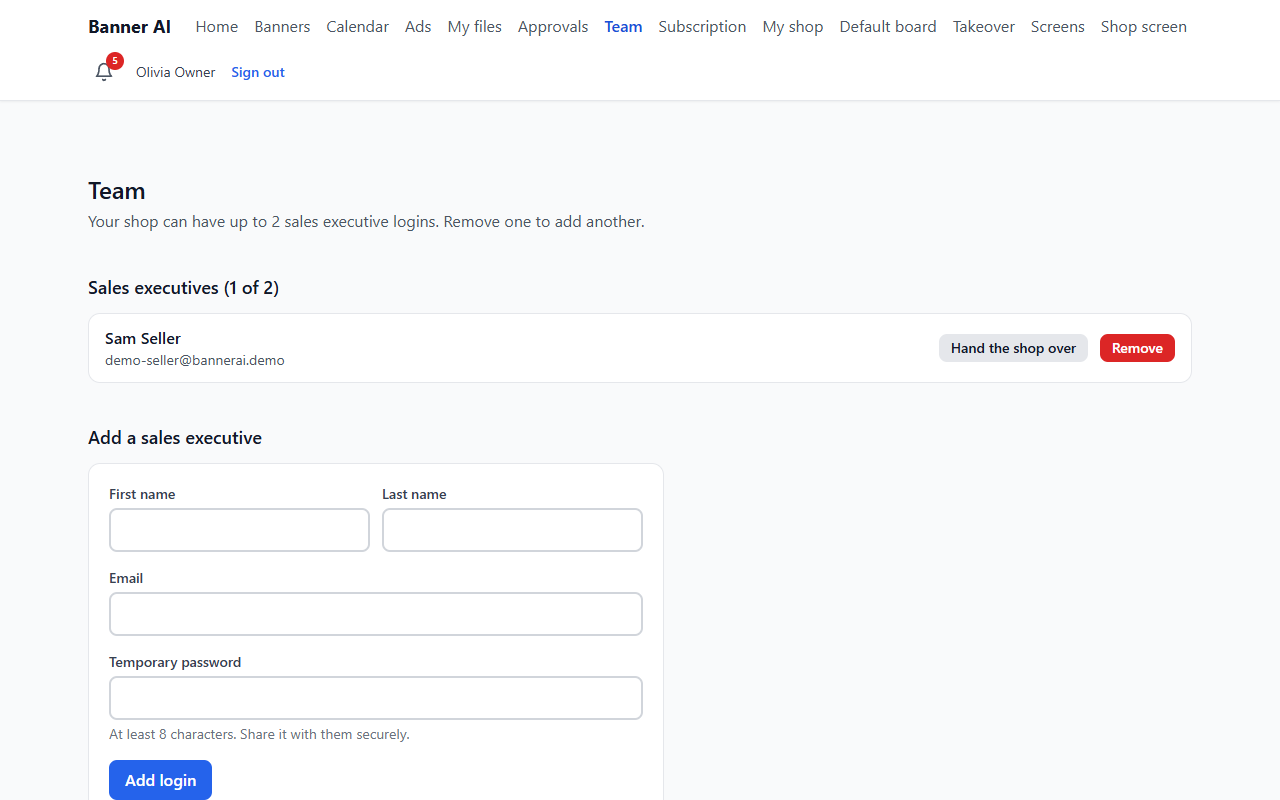 Banner AI Home Banners Calendar Ads My files Approvals Team Subscription My shop Default board Takeover Screens Shop screen
5 Olivia Owner Sign out
Team
Your shop can have up to 2 sales executive logins. Remove one to add another.
Sales executives (1 of 2)
Sam Seller
demo-seller@bannerai.demo
Hand the shop over Remove
Add a sales executive
First name Last name
Email
Temporary password
At least 8 characters. Share it with them securely.
Add login